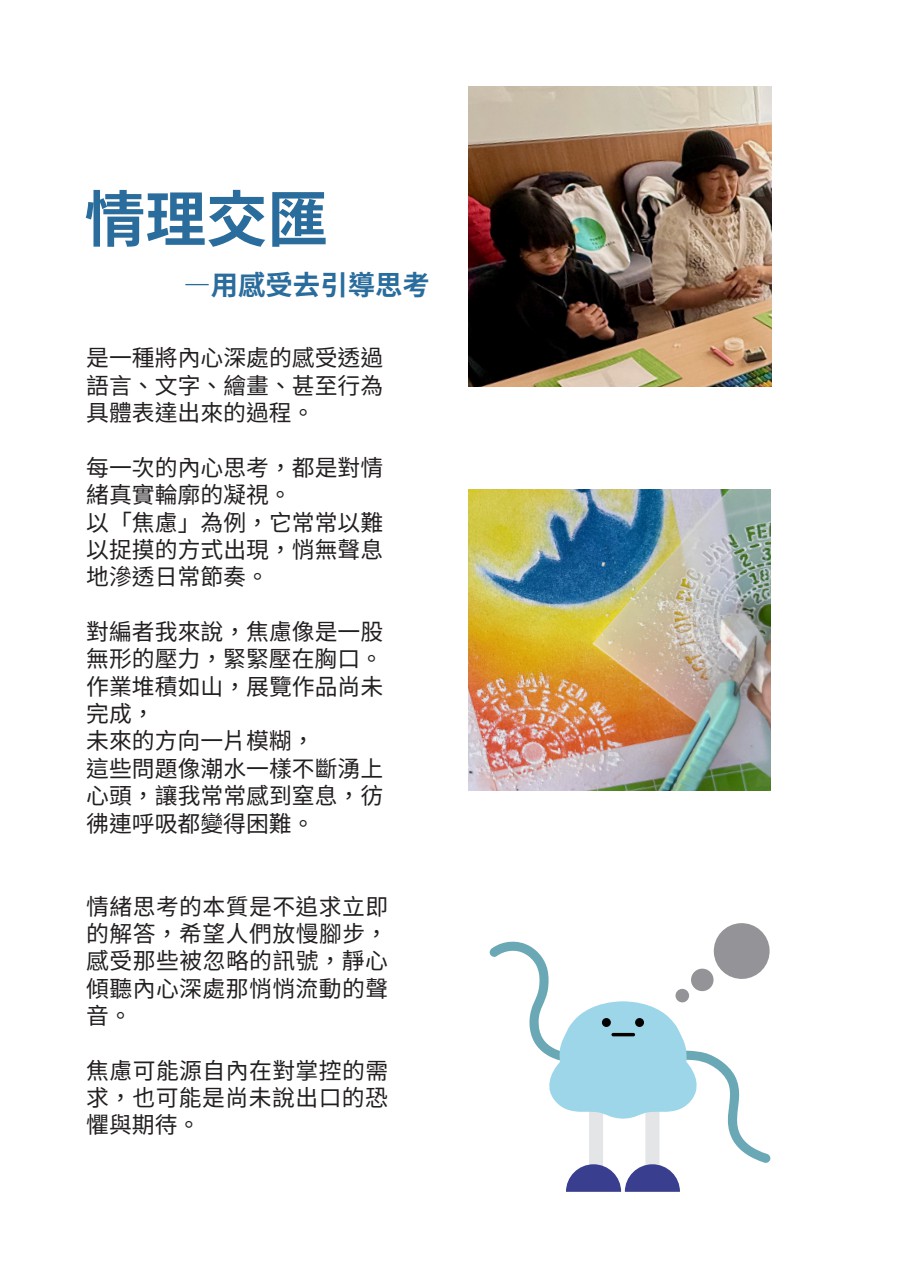 情理交匯
—用感受去引導思考
是一種將內心深處的感受透過
語言、文字、繪畫、甚至行為
具體表達出來的過程。
每一次的內心思考，都是對情
緒真實輪廓的凝視。
以「焦慮」為例，它常常以難
以捉摸的方式出現，悄無聲息
地滲透日常節奏。
對編者我來說，焦慮像是一股
無形的壓力，緊緊壓在胸口。
作業堆積如山，展覽作品尚未
完成，
未來的方向一片模糊，
這些問題像潮水一樣不斷湧上
心頭，讓我常常感到窒息，彷
彿連呼吸都變得困難。
情緒思考的本質是不追求立即
的解答，希望人們放慢腳步，
感受那些被忽略的訊號，靜心
傾聽內心深處那悄悄流動的聲
音。
焦慮可能源自內在對掌控的需
求，也可能是尚未說出口的恐
懼與期待。
DEC JAN FEB MAR
NOV DEC JAN FEB